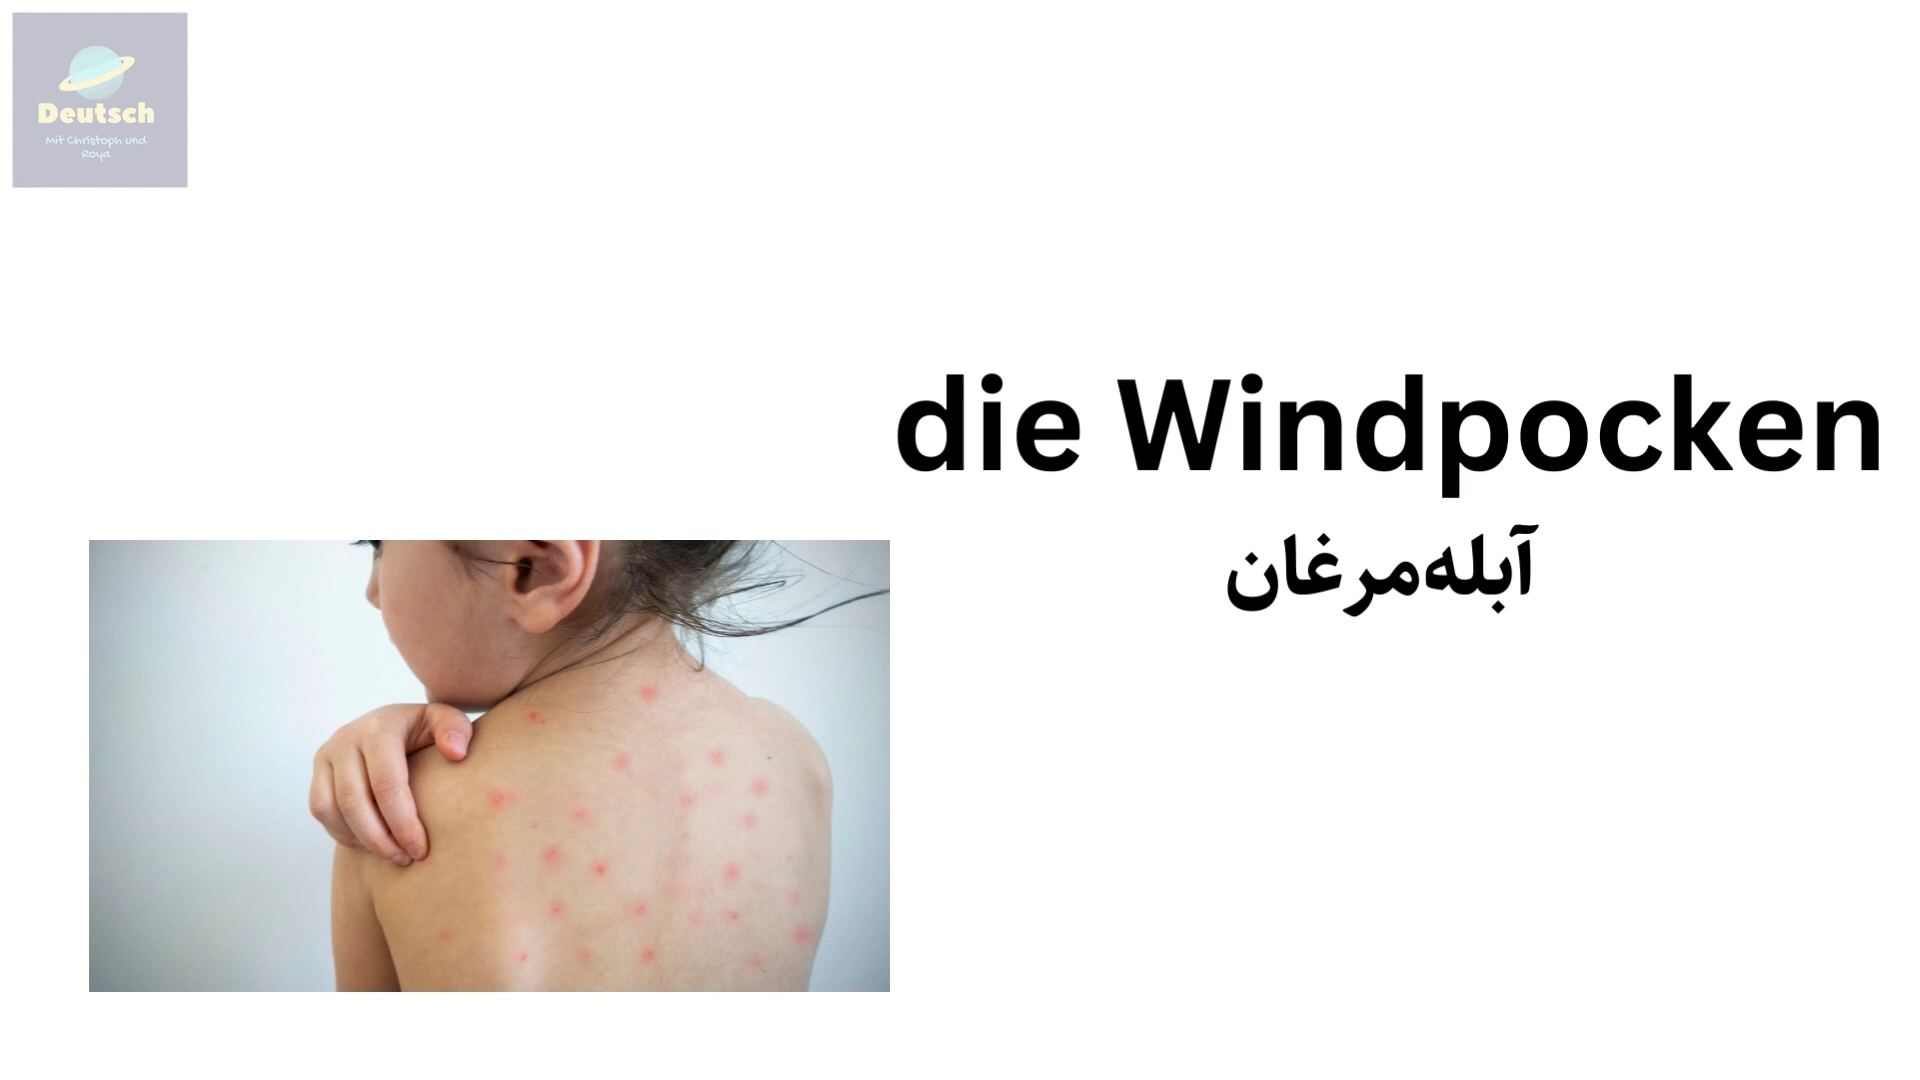 Deutsch
Mit Christoph und
Roya
die Windpocken
آبله‌مرغان